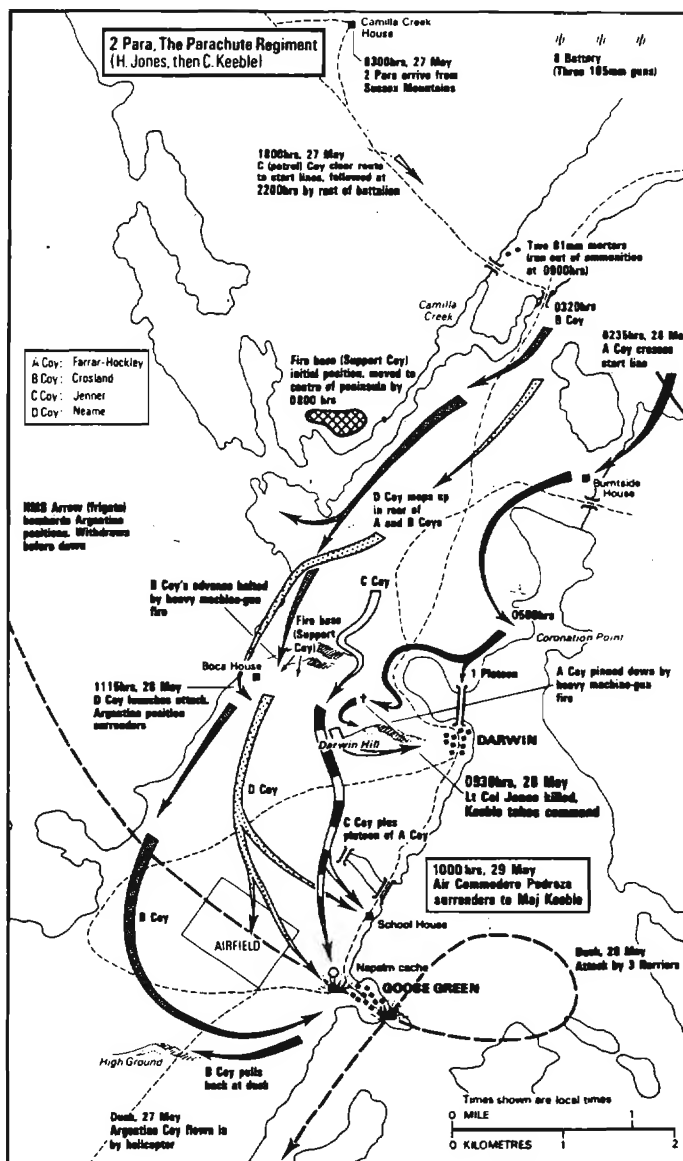 2 Para, The Parachute Regiment
(H. Jones, then C. Keeble)
Camilla Creek
House
0300hrs, 27 May
2 Para arrive from
Sussex Mountains
8 Battery
(Three 105mm guns)
1800hrs, 27 May
C (patrol) Coy clear route
to start lines, followed at
2200hrs by rest of battalion
Two 81mm mortars
(run out of ammunition
at 0900hrs)
Camilla
Creek
0320hrs
B Coy
0235hrs, 28 May
A Coy crosses
start line
A Coy: Farrar-Hockley
B Coy: Crosland
C Coy: Jenner
D Coy: Neame
Fire base (Support Coy)
initial position, moved to
centre of peninsula by
0800 hrs
Burntside
House
HMS Arrow (frigate)
bombards Argentine
positions. Withdraws
before dawn
D Coy mops up
in rear of
A and B Coys
B Coy's advance halted
by heavy machine-gun
fire
C Coy
Fire base
(Support
Coy)
0500hrs
Coronation Point
Boca House
1 Platoon
A Coy pinned down by
heavy machine-gun
fire
1115hrs, 28 May
D Coy launches attack.
Argentine position
surrenders
Darwin Hill
DARWIN
D Coy
0930hrs, 28 May
Lt Col Jones killed,
Keeble takes command
C Coy plus
platoon of A Coy
1000hrs, 29 May
Air Commodore Pedroza
surrenders to Maj Keeble
B Coy
AIRFIELD
School House
Dusk, 28 May
Attack by 3 Harriers
Napalm cache
GOOSE GREEN
High Ground
B Coy pulls
back at dusk
Dusk, 27 May
Argentine Coy flown in
by helicopter
Times shown are local times
0 MILE 1
0 KILOMETRES 1 2